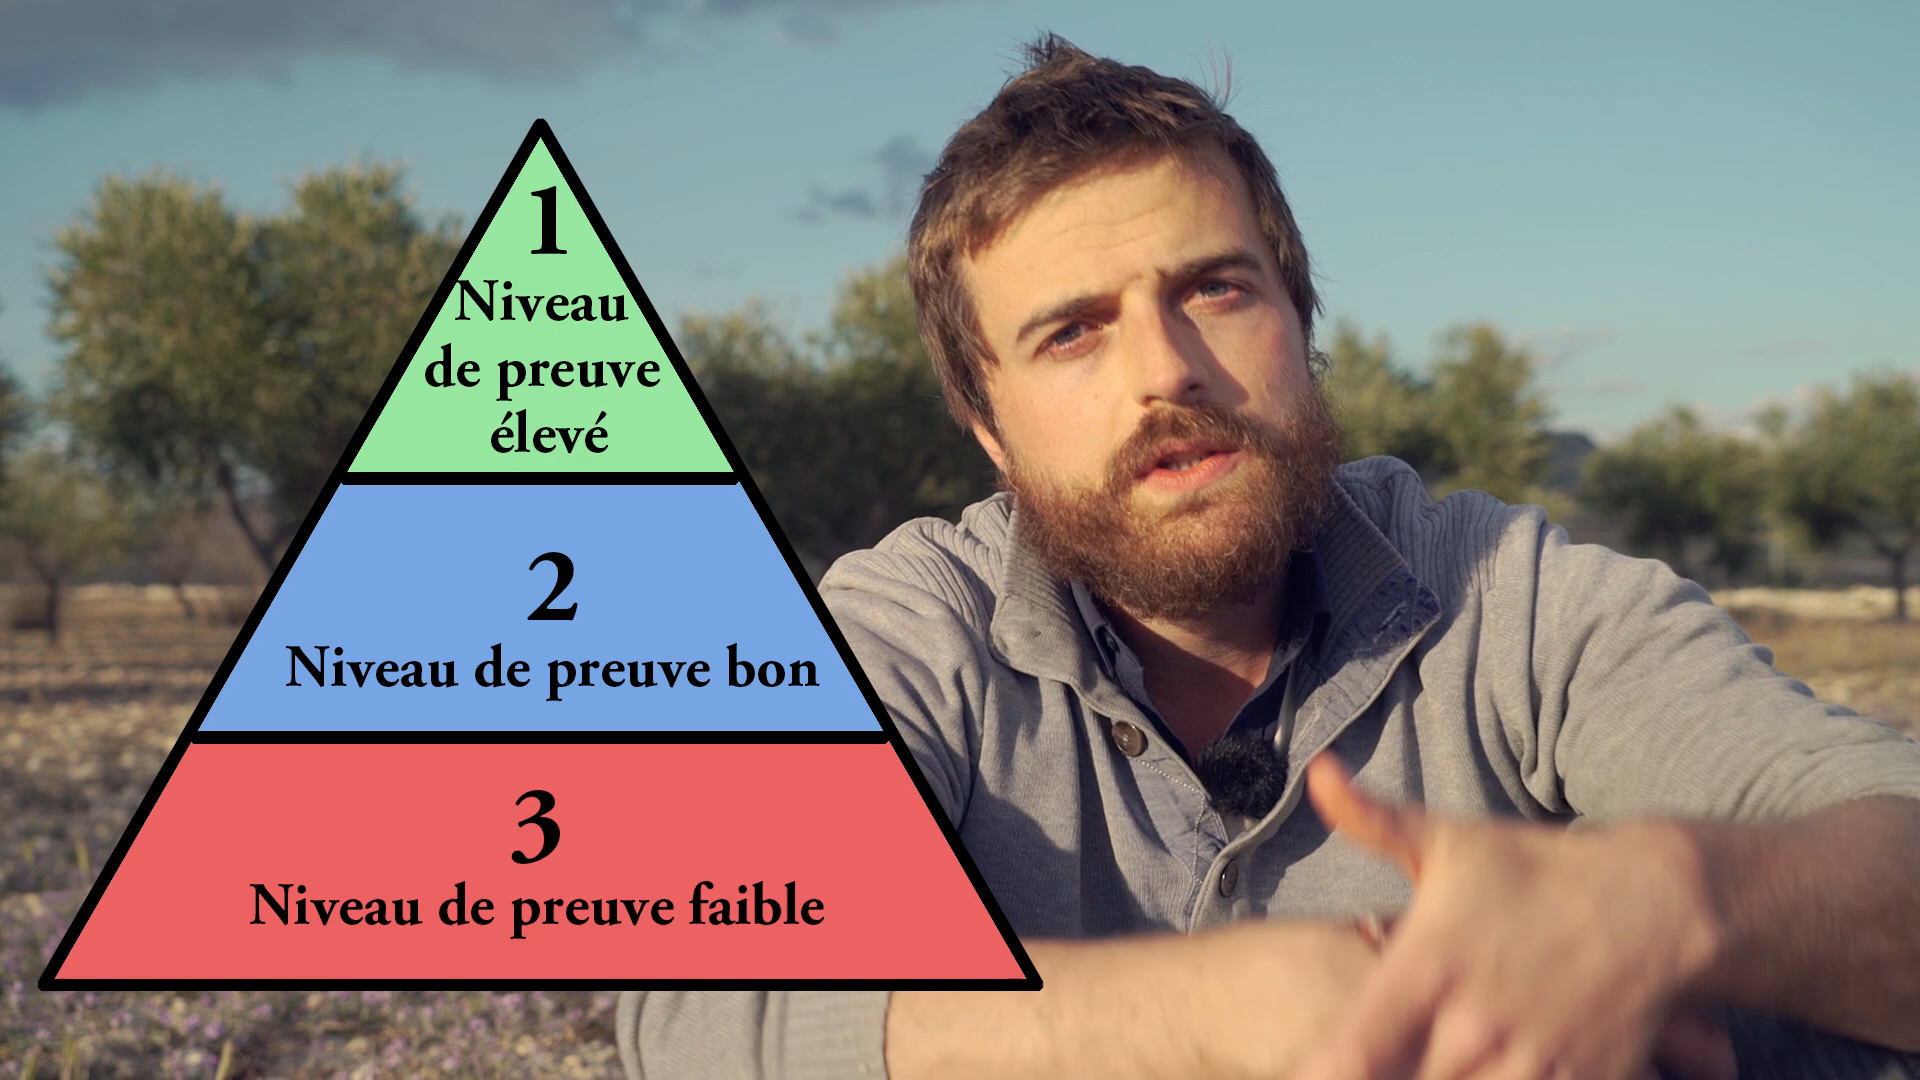 1
Niveau
de preuve
élevé
2
Niveau de preuve bon
3
Niveau de preuve faible